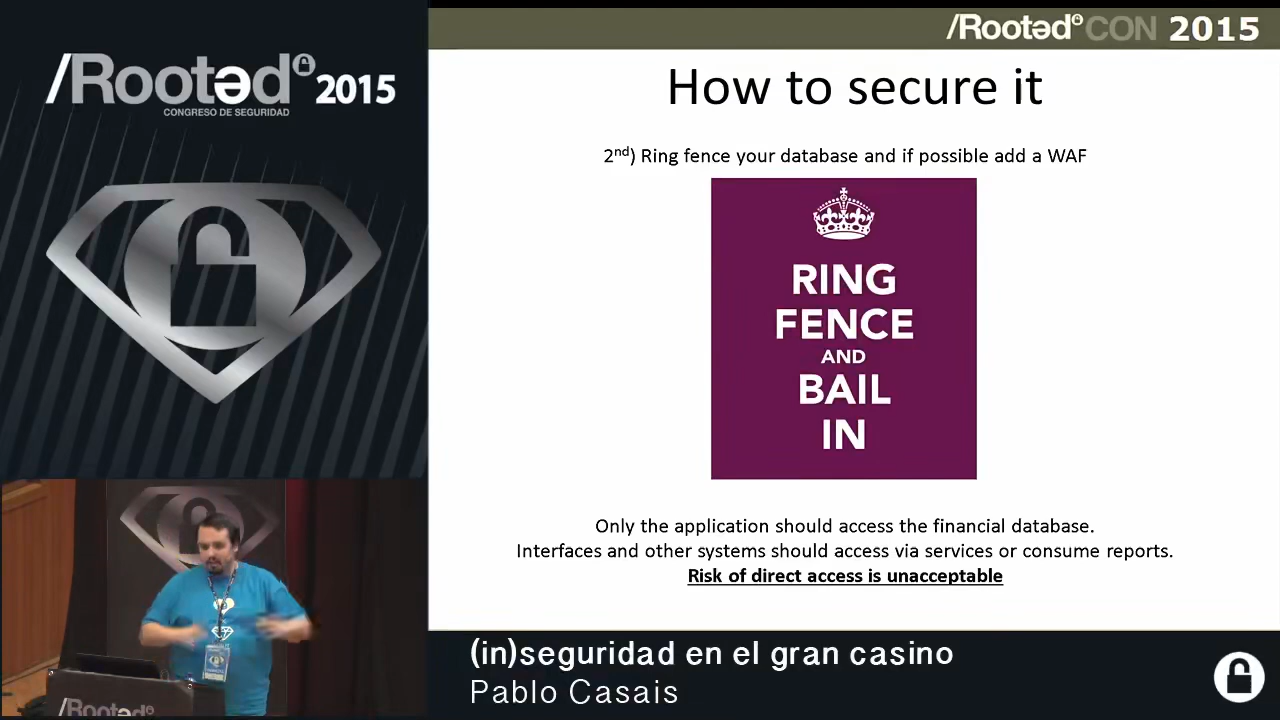 /Rootəd 2015
CONGRESO DE SEGURIDAD
/Rootəd CON 2015
How to secure it
2nd) Ring fence your database and if possible add a WAF
RING
FENCE
AND
BAIL
IN
Only the application should access the financial database.
Interfaces and other systems should access via services or consume reports.
Risk of direct access is unacceptable
/Rootəd
(in)seguridad en el gran casino
Pablo Casais